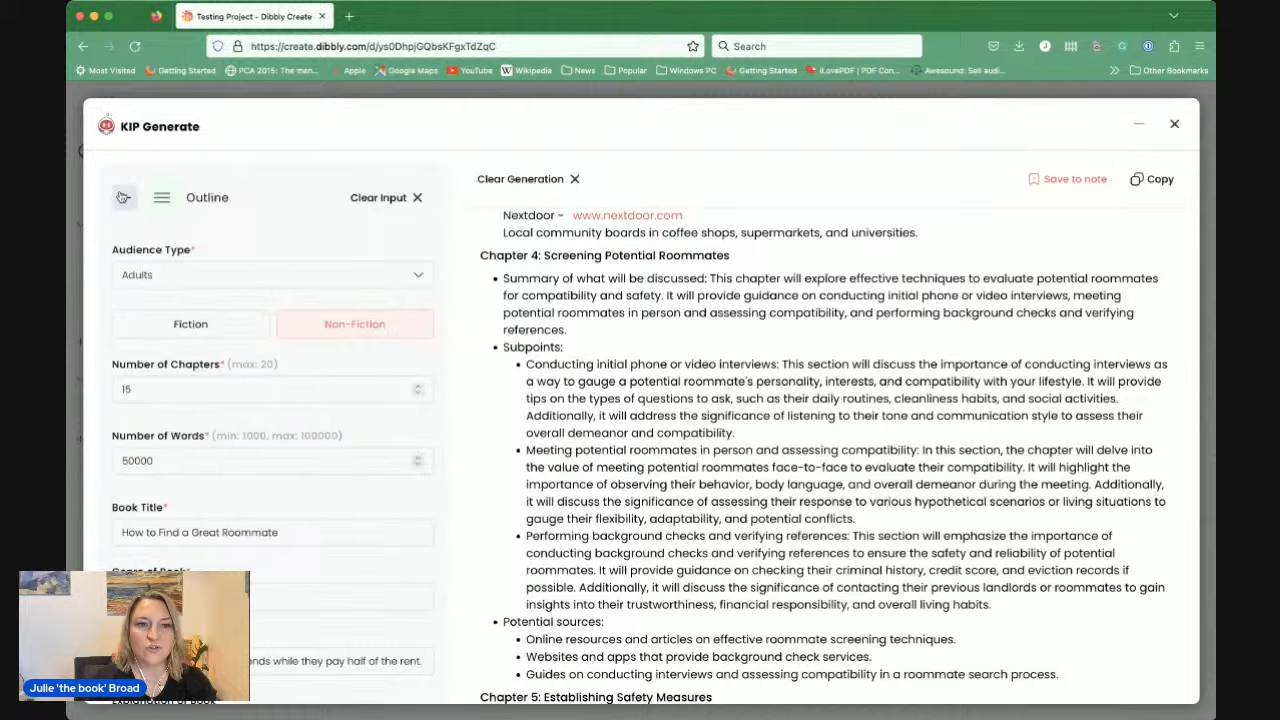 Testing Project - Dibbly Create
https://create.dibbly.com/d/ys0DhpjGQbsKFgxTdZqC
Search
Most Visited
Getting Started
PCA 2015: The men...
Apple
Google Maps
YouTube
Wikipedia
News
Popular
Windows PC
Getting Started
iLovePDF | PDF Con...
Awesound: Sell audi...
Other Bookmarks
KIP Generate
Outline
Clear Input
Audience Type*
Adults
Fiction
Non-Fiction
Number of Chapters* (max: 20)
15
Number of Words* (min: 1000, max: 100000)
50000
Book Title*
How to Find a Great Roommate
Genre of Book*
nds while they pay half of the rent.
Explanation of Book
Clear Generation
Save to note
Copy
Nextdoor - www.nextdoor.com
Local community boards in coffee shops, supermarkets, and universities.
Chapter 4: Screening Potential Roommates
• Summary of what will be discussed: This chapter will explore effective techniques to evaluate potential roommates
for compatibility and safety. It will provide guidance on conducting initial phone or video interviews, meeting
potential roommates in person and assessing compatibility, and performing background checks and verifying
references.
• Subpoints:
• Conducting initial phone or video interviews: This section will discuss the importance of conducting interviews as
a way to gauge a potential roommate's personality, interests, and compatibility with your lifestyle. It will provide
tips on the types of questions to ask, such as their daily routines, cleanliness habits, and social activities.
Additionally, it will address the significance of listening to their tone and communication style to assess their
overall demeanor and compatibility.
• Meeting potential roommates in person and assessing compatibility: In this section, the chapter will delve into
the value of meeting potential roommates face-to-face to evaluate their compatibility. It will highlight the
importance of observing their behavior, body language, and overall demeanor during the meeting. Additionally,
it will discuss the significance of assessing their response to various hypothetical scenarios or living situations to
gauge their flexibility, adaptability, and potential conflicts.
• Performing background checks and verifying references: This section will emphasize the importance of
conducting background checks and verifying references to ensure the safety and reliability of potential
roommates. It will provide guidance on checking their criminal history, credit score, and eviction records if
possible. Additionally, it will discuss the significance of contacting their previous landlords or roommates to gain
insights into their trustworthiness, financial responsibility, and overall living habits.
• Potential sources:
• Online resources and articles on effective roommate screening techniques.
• Websites and apps that provide background check services.
• Guides on conducting interviews and assessing compatibility in a roommate search process.
Chapter 5: Establishing Safety Measures
Julie 'the book' Broad